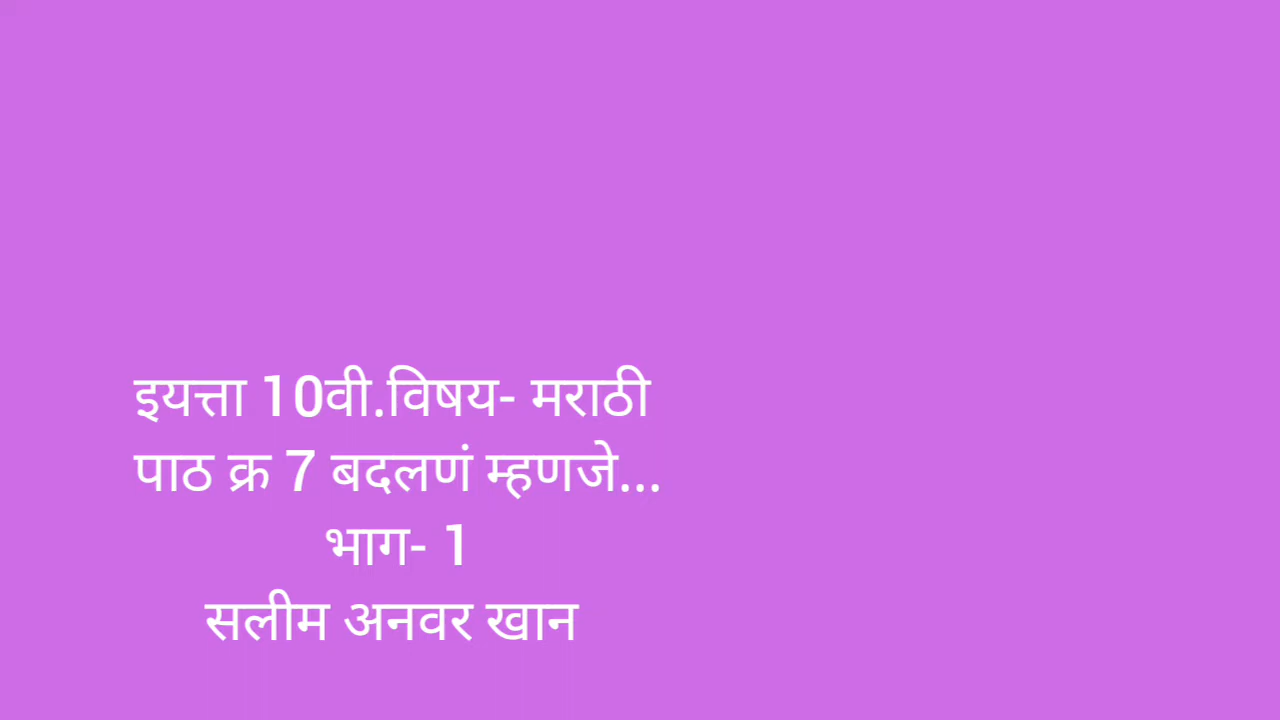 इयत्ता 10वी.विषय- मराठी
पाठ क्र 7 बदलणं म्हणजे...
भाग- 1
सलीम अनवर खान